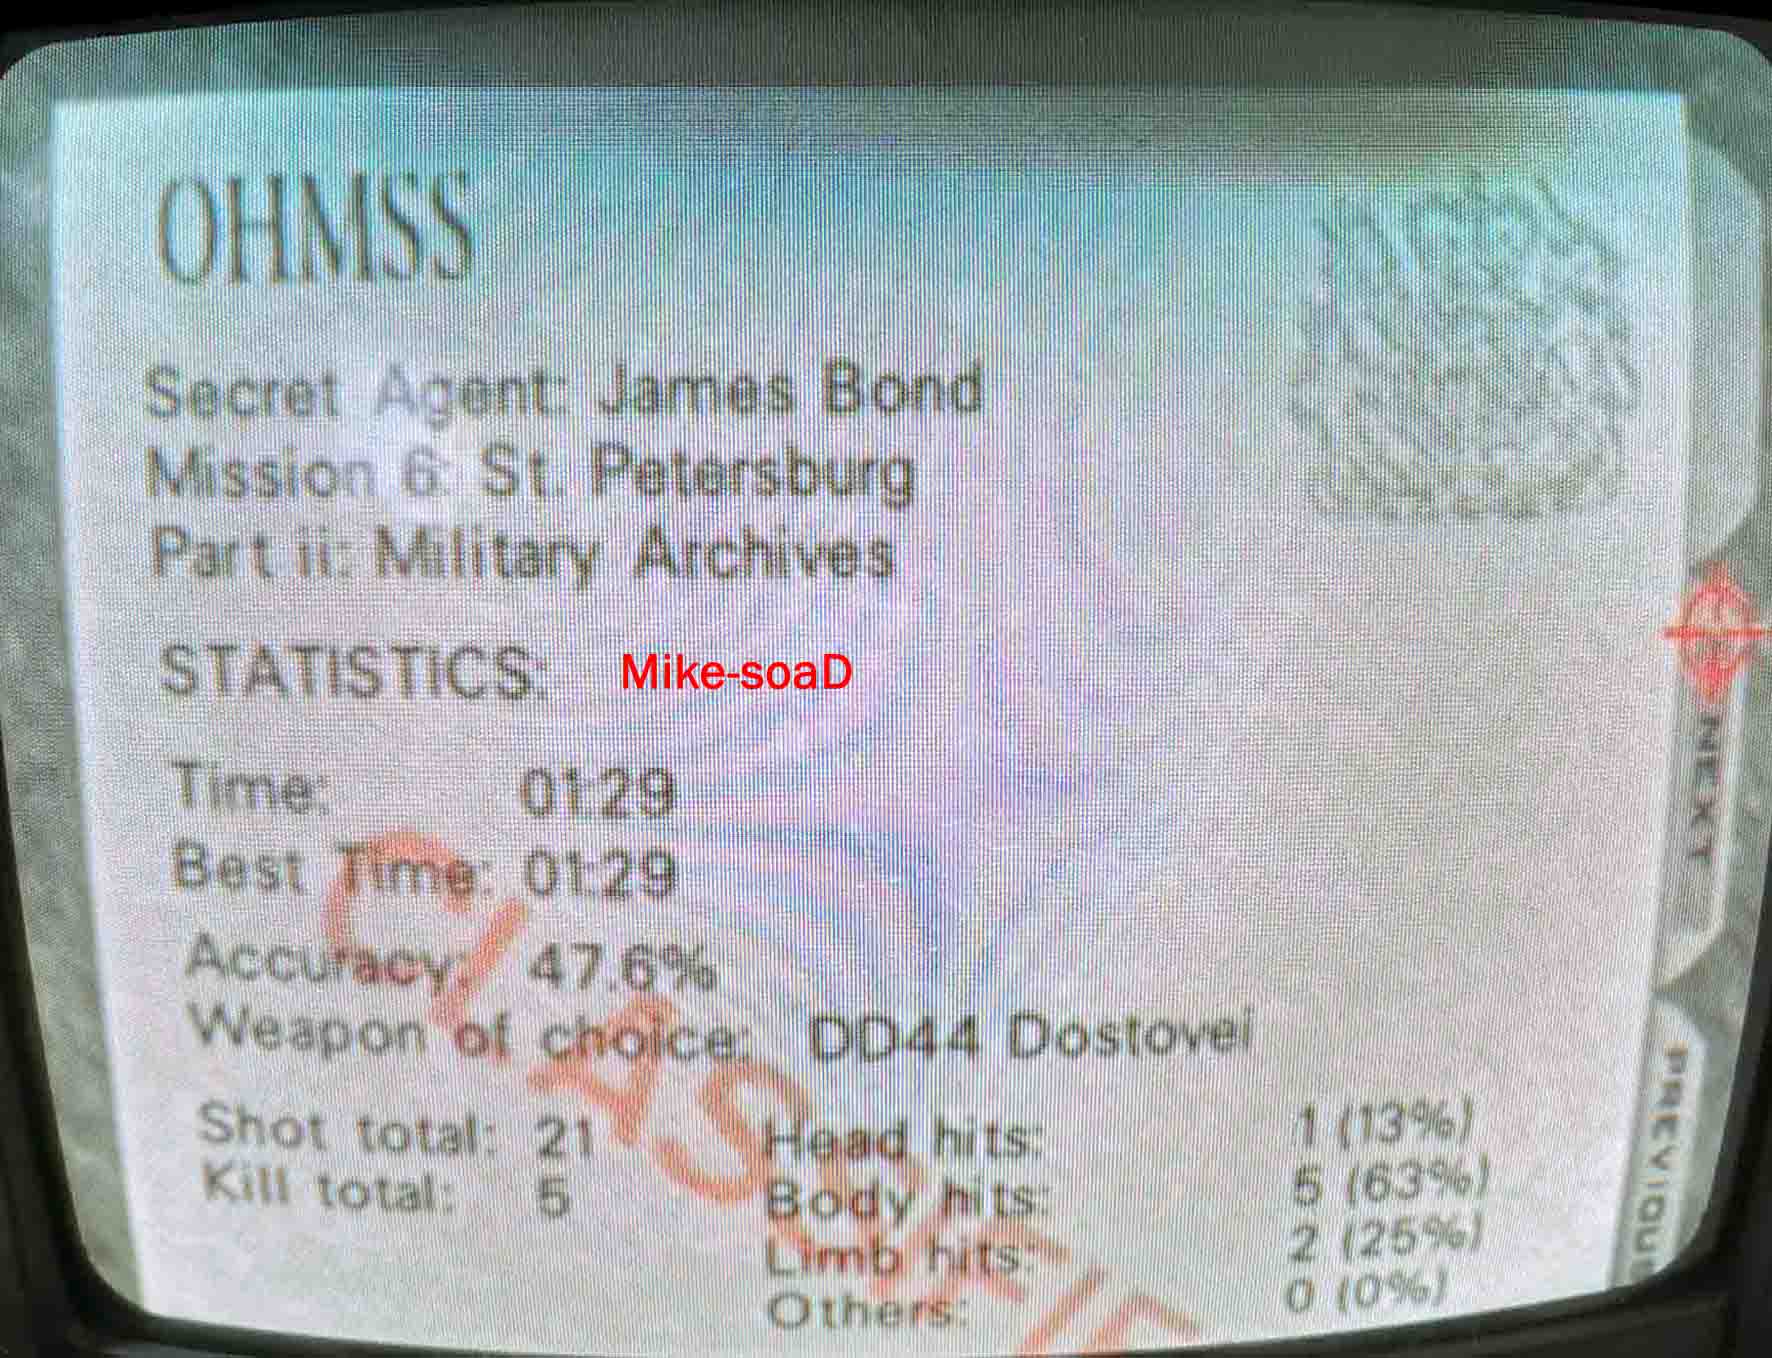 OHMSS
Secret Agent: James Bond
Mission 6: St. Petersburg
Part ii: Military Archives
STATISTICS:
Mike-soaD
Time: 01:29
Best Time: 01:29
Accuracy: 47.6%
Weapon of choice: DD44 Dostovei
Shot total: 21
Kill total: 5
Head hits: 1 (13%)
Body hits: 5 (63%)
Limb hits: 2 (25%)
Others: 0 (0%)
NEXT
PREVIOUS
CLASSIFIED